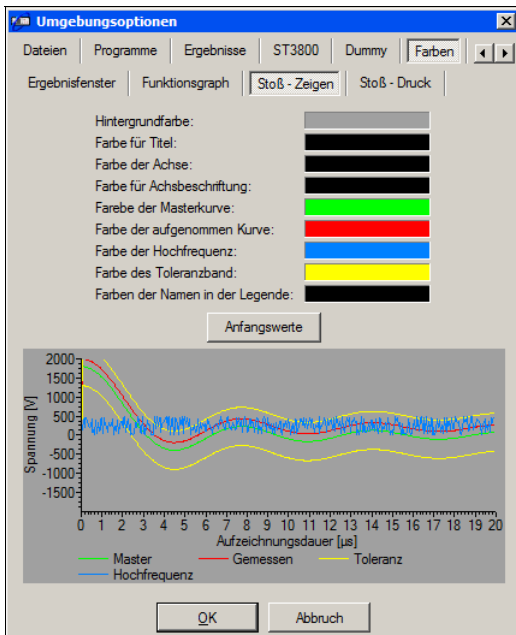 Umgebungsoptionen
Dateien Programme Ergebnisse ST3800 Dummy Farben
Ergebnisfenster Funktionsgraph Stoß - Zeigen Stoß - Druck
Hintergrundfarbe:
Farbe für Titel:
Farbe der Achse:
Farbe für Achsbeschriftung:
Farebe der Masterkurve:
Farbe der aufgenommen Kurve:
Farbe der Hochfrequenz:
Farbe des Toleranzband:
Farben der Namen in der Legende:
Anfangswerte
Spannung [V]
2000
1500
1000
500
0
-500
-1000
-1500
0 1 2 3 4 5 6 7 8 9 10 11 12 13 14 15 16 17 18 19 20
Aufzeichnungsdauer [µs]
Master Gemessen Toleranz
Hochfrequenz
OK Abbruch